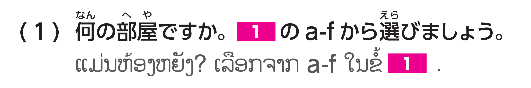 (1) 何の部屋ですか。 1 の a-f から選びましょう。
ແມ່ນຫ້ອງຫຍັງ? ເລືອກຈາກ a-f ໃນຂໍ້ 1 .